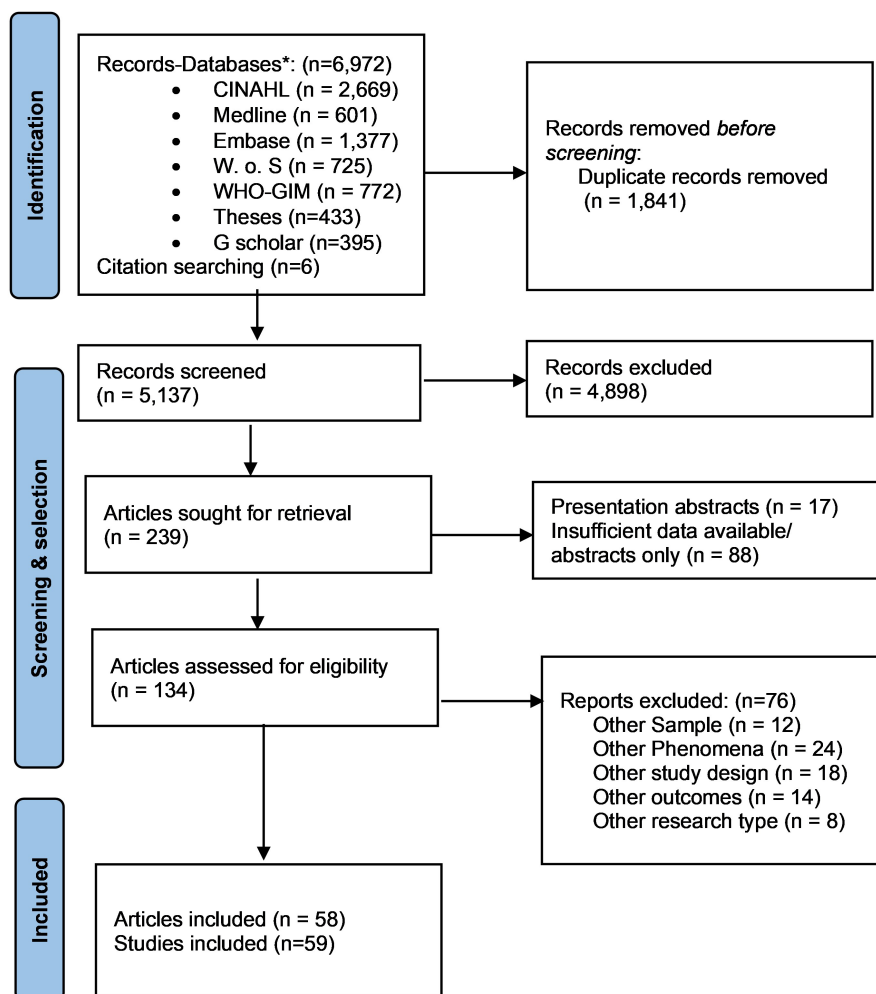 Identification
Records-Databases*: (n=6,972)
• CINAHL (n = 2,669)
• Medline (n = 601)
• Embase (n = 1,377)
• W. o. S (n = 725)
• WHO-GIM (n = 772)
• Theses (n=433)
• G scholar (n=395)
Citation searching (n=6)
Records removed before
screening:
Duplicate records removed
(n = 1,841)
Screening & selection
Records screened
(n = 5,137)
Records excluded
(n = 4,898)
Articles sought for retrieval
(n = 239)
Presentation abstracts (n = 17)
Insufficient data available/
abstracts only (n = 88)
Articles assessed for eligibility
(n = 134)
Reports excluded: (n=76)
Other Sample (n = 12)
Other Phenomena (n = 24)
Other study design (n = 18)
Other outcomes (n = 14)
Other research type (n = 8)
Included
Articles included (n = 58)
Studies included (n=59)